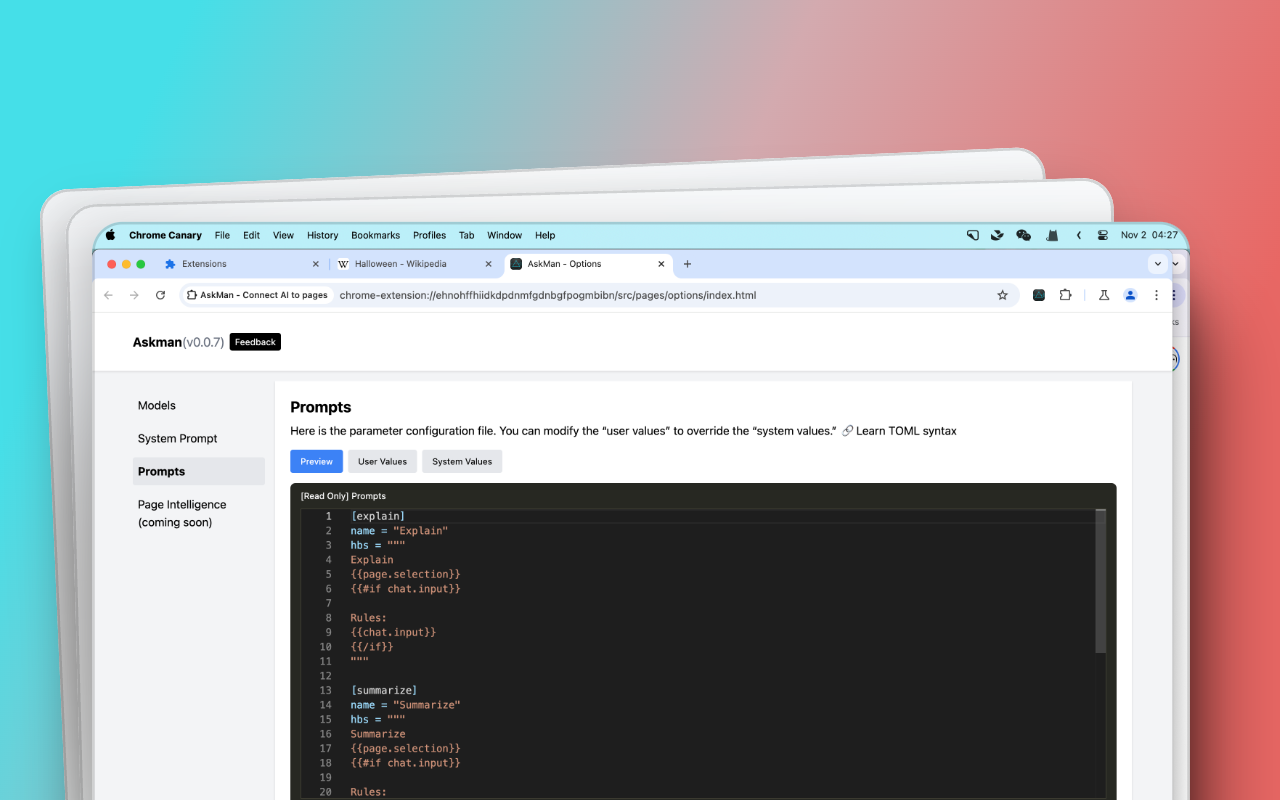 Chrome Canary File Edit View History Bookmarks Profiles Tab Window Help Nov 2 04:27
Extensions Halloween - Wikipedia AskMan - Options
AskMan - Connect AI to pages chrome-extension://ehnohffhiidkdpdnmfgdnbgfpogmbibn/src/pages/options/index.html
ks
Askman(v0.0.7) Feedback
Models
System Prompt
Prompts
Page Intelligence
(coming soon)
Prompts
Here is the parameter configuration file. You can modify the “user values” to override the “system values.” 🔗 Learn TOML syntax
Preview User Values System Values
[Read Only] Prompts
1 [explain]
2 name = "Explain"
3 hbs = """
4 Explain
5 {{page.selection}}
6 {{#if chat.input}}
7
8 Rules:
9 {{chat.input}}
10 {{/if}}
11 """
12
13 [summarize]
14 name = "Summarize"
15 hbs = """
16 Summarize
17 {{page.selection}}
18 {{#if chat.input}}
19
20 Rules: